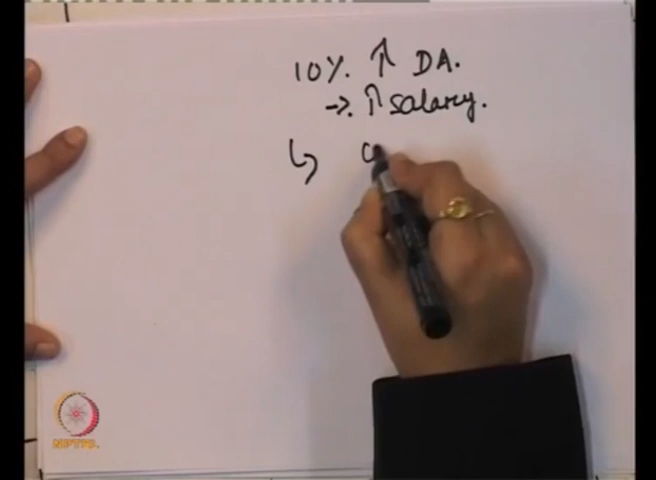 10%. ↑ DA.
→. ↑ salary.
↳
NPTEL